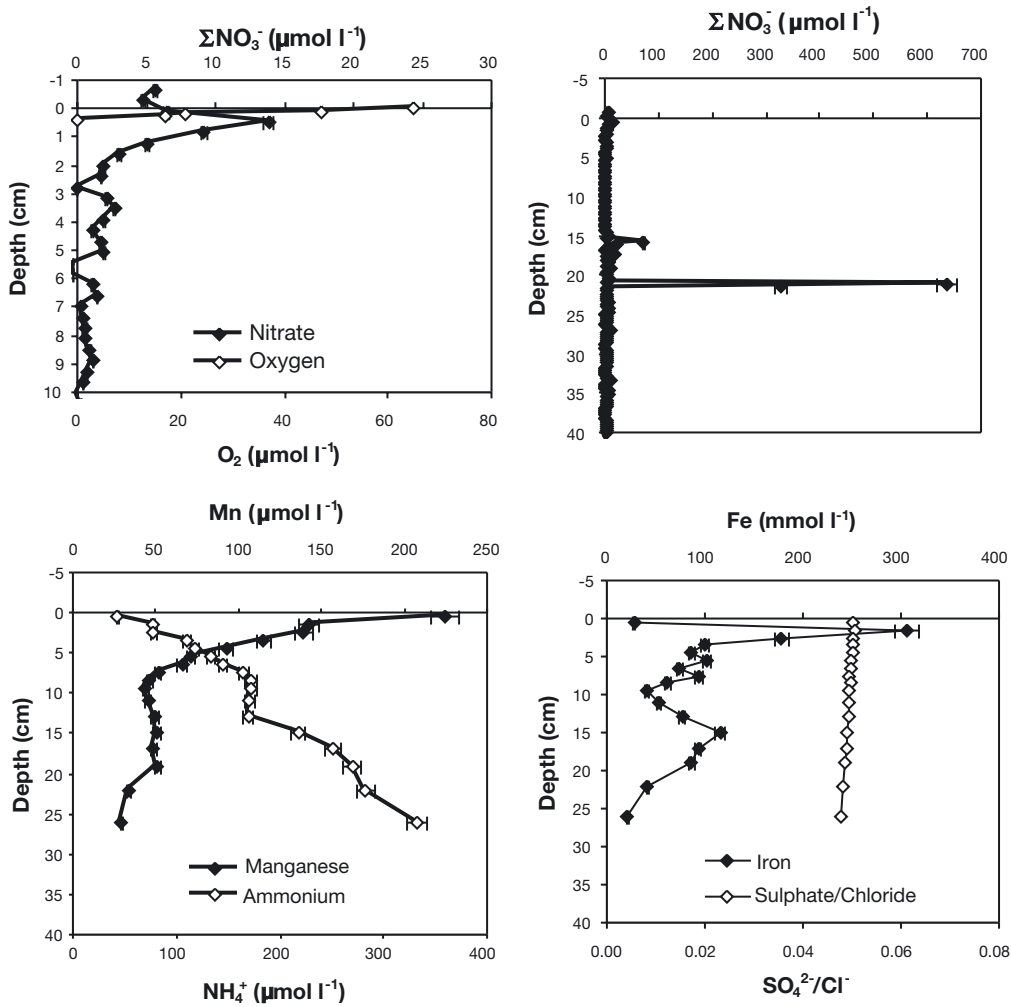 ΣNO₃⁻ (µmol l⁻¹)
0 5 10 15 20 25 30
-1
0
1
2
3
4
5
6
7
8
9
10
Depth (cm)
Nitrate
Oxygen
0 20 40 60 80
O₂ (µmol l⁻¹)
ΣNO₃⁻ (µmol l⁻¹)
0 100 200 300 400 500 600 700
-5
0
5
10
15
20
25
30
35
40
Depth (cm)
Mn (µmol l⁻¹)
0 50 100 150 200 250
-5
0
5
10
15
20
25
30
35
40
Depth (cm)
Manganese
Ammonium
0 100 200 300 400
NH₄⁺ (µmol l⁻¹)
Fe (mmol l⁻¹)
0 100 200 300 400
-5
0
5
10
15
20
25
30
35
40
Depth (cm)
Iron
Sulphate/Chloride
0.00 0.02 0.04 0.06 0.08
SO₄²⁻/Cl⁻